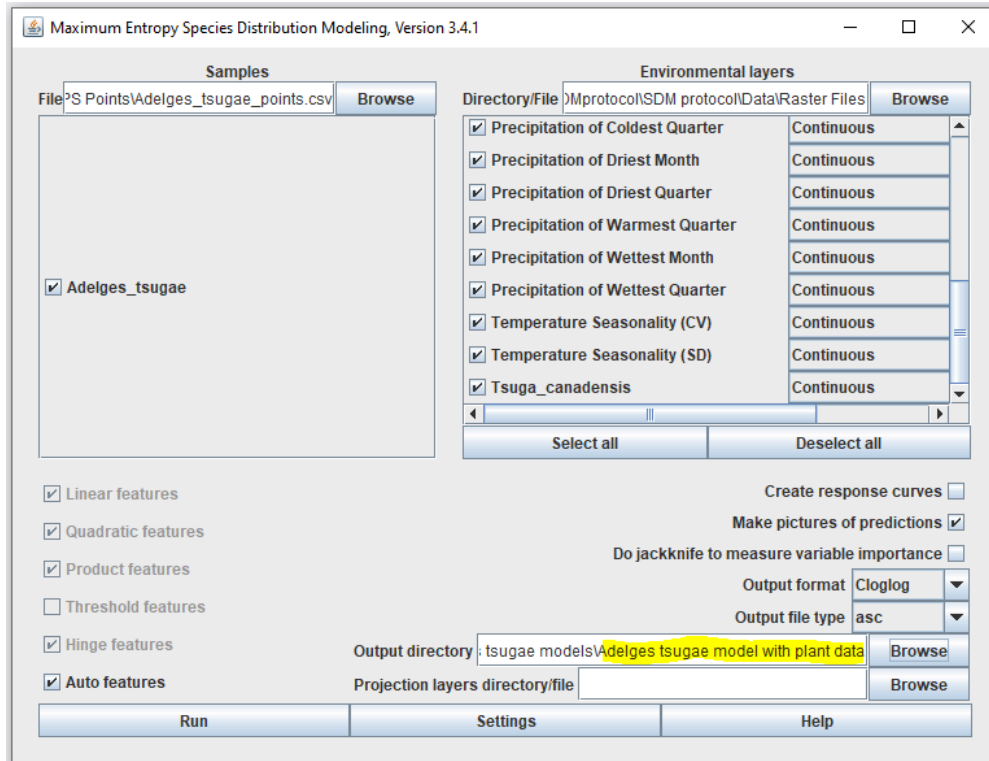 Maximum Entropy Species Distribution Modeling, Version 3.4.1
Samples
File PS Points\Adelges_tsugae_points.csv Browse
Adelges_tsugae
Environmental layers
Directory/File DMprotocol\SDM protocol\Data\Raster Files Browse
Precipitation of Coldest Quarter Continuous
Precipitation of Driest Month Continuous
Precipitation of Driest Quarter Continuous
Precipitation of Warmest Quarter Continuous
Precipitation of Wettest Month Continuous
Precipitation of Wettest Quarter Continuous
Temperature Seasonality (CV) Continuous
Temperature Seasonality (SD) Continuous
Tsuga_canadensis Continuous
Select all Deselect all
Linear features
Quadratic features
Product features
Threshold features
Hinge features
Auto features
Create response curves
Make pictures of predictions
Do jackknife to measure variable importance
Output format Cloglog
Output file type asc
Output directory s tsugae models\Adelges tsugae model with plant data Browse
Projection layers directory/file Browse
Run Settings Help